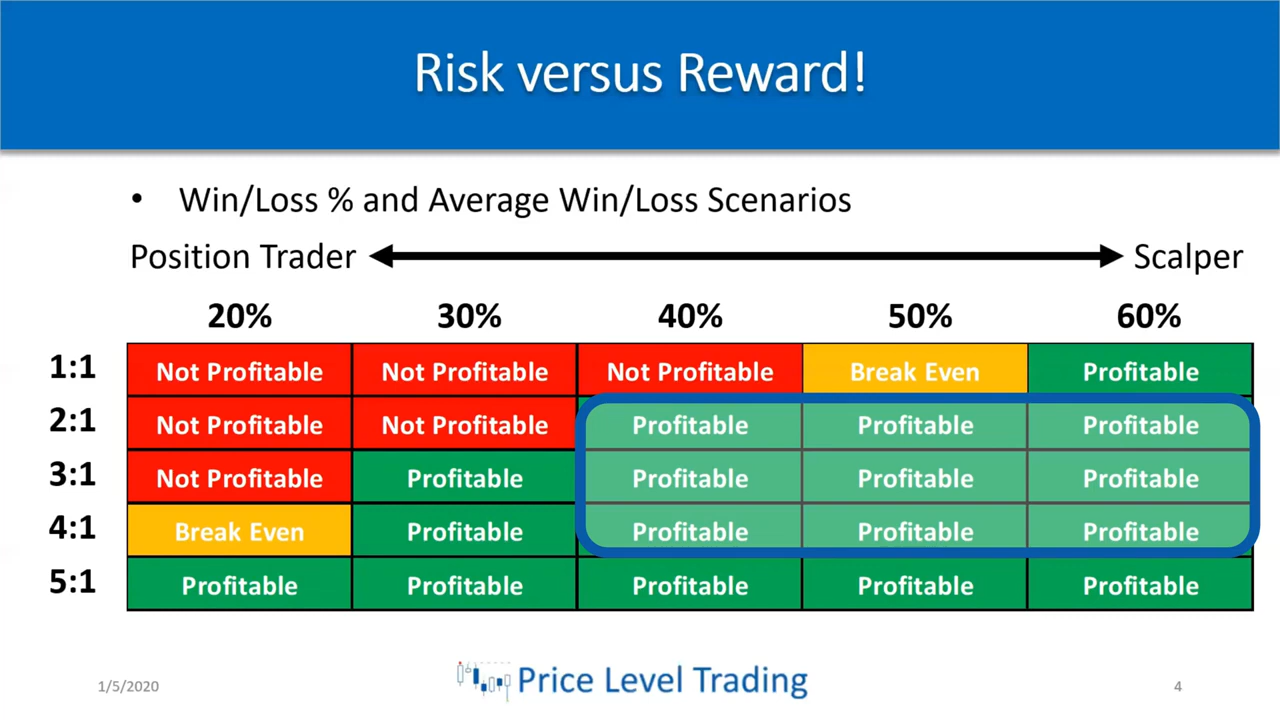 Risk versus Reward!
• Win/Loss % and Average Win/Loss Scenarios
Position Trader Scalper
20% 30% 40% 50% 60%
1:1 Not Profitable Not Profitable Not Profitable Break Even Profitable
2:1 Not Profitable Not Profitable Profitable Profitable Profitable
3:1 Not Profitable Profitable Profitable Profitable Profitable
4:1 Break Even Profitable Profitable Profitable Profitable
5:1 Profitable Profitable Profitable Profitable Profitable
1/5/2020 Price Level Trading 4